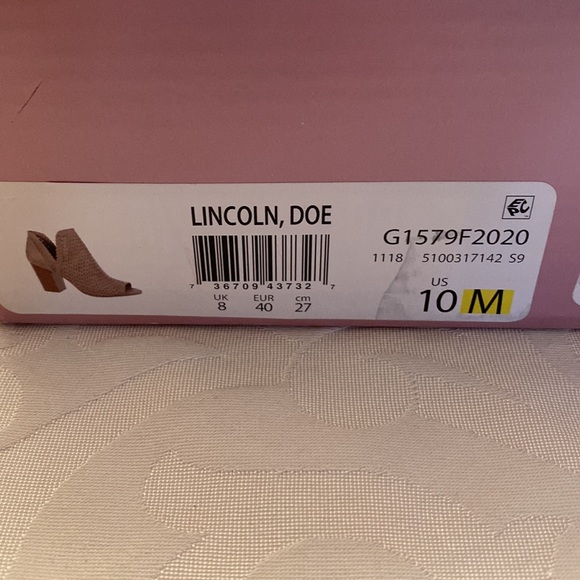 LINCOLN, DOE
G1579F2020
7 36709 43732 7
1118 5100317142 S9
UK EUR cm US
8 40 27 10 M